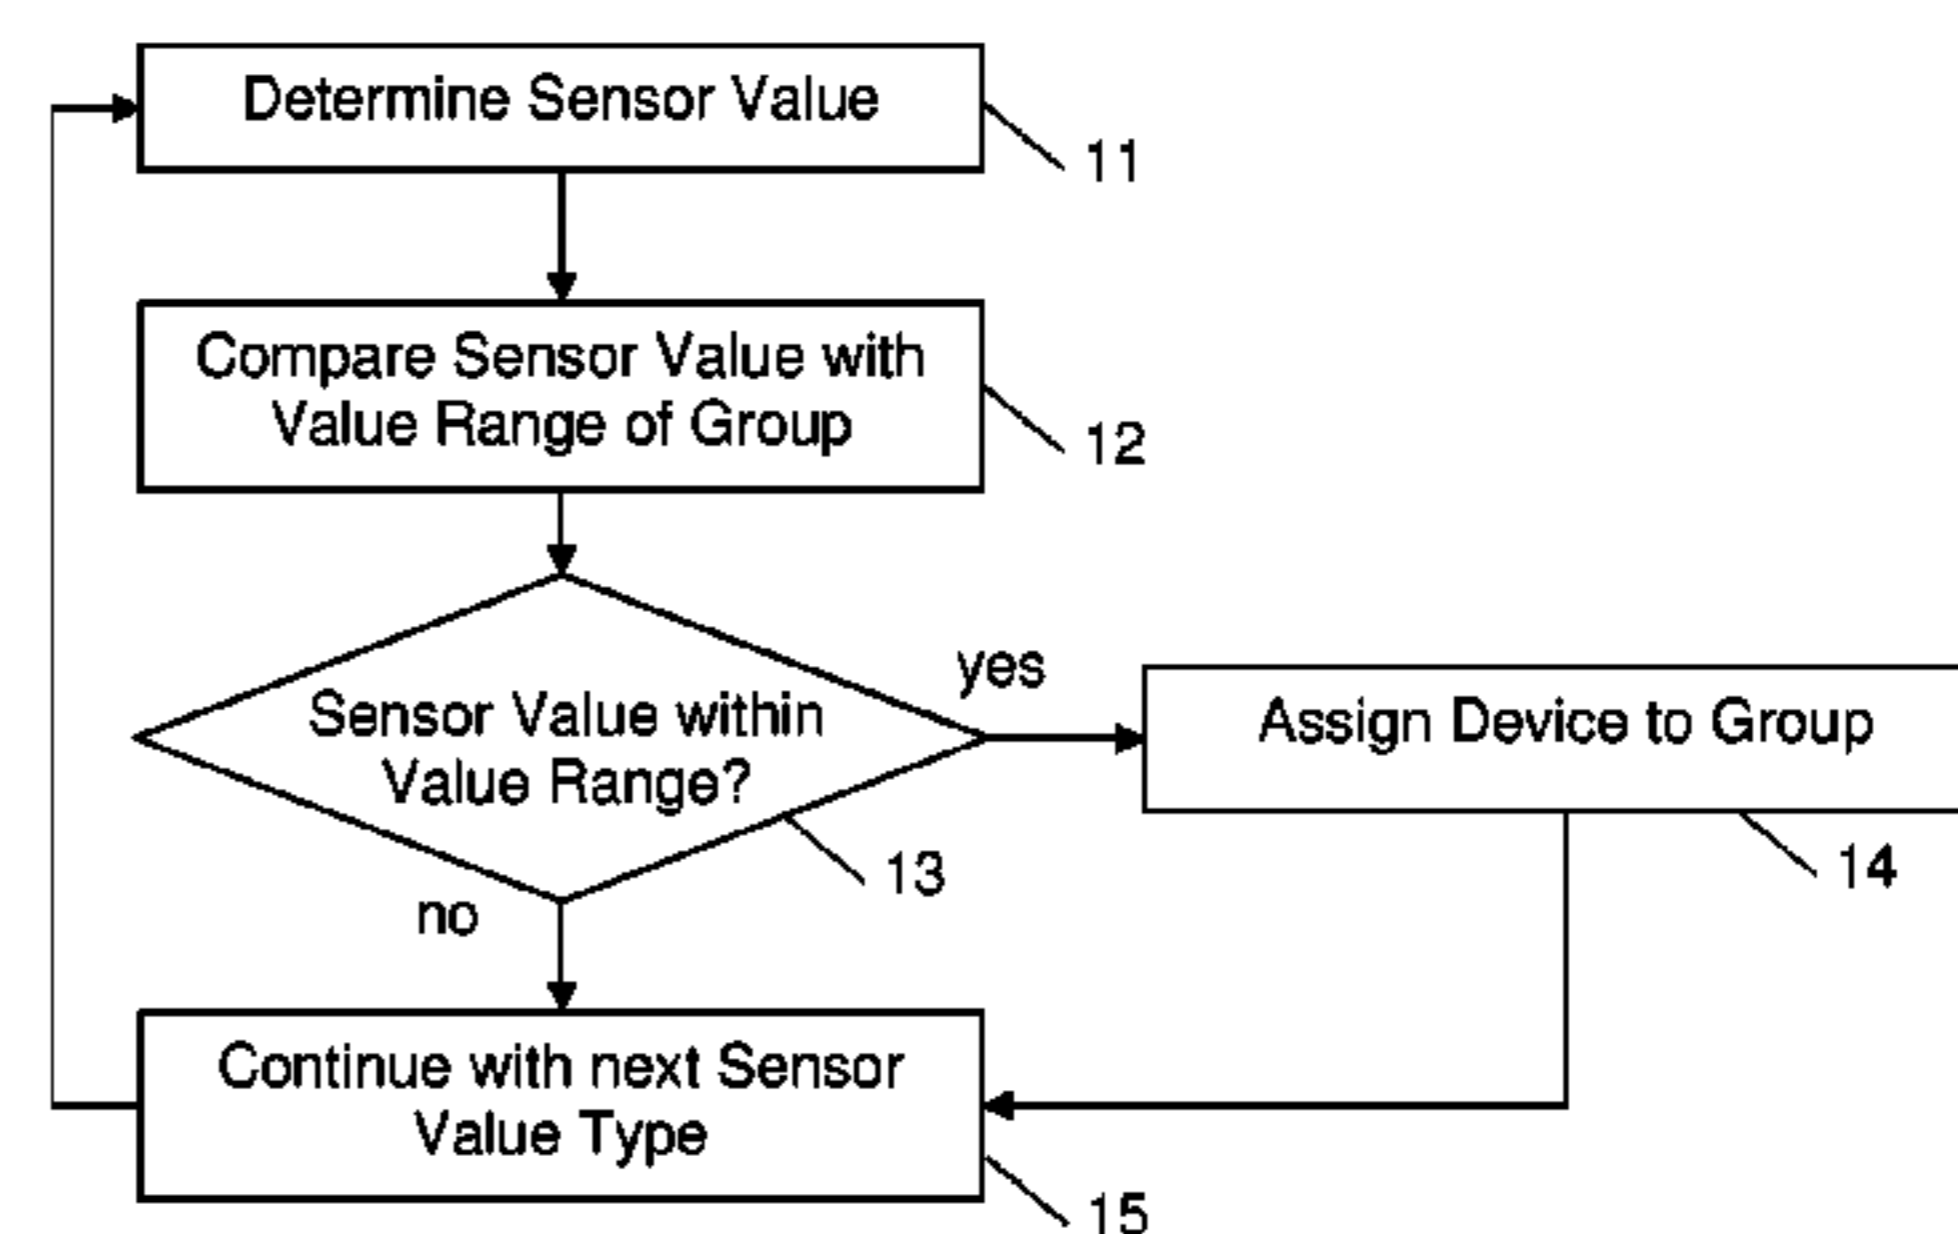 Determine Sensor Value
11
Compare Sensor Value with
Value Range of Group
12
Sensor Value within
Value Range?
13
yes
Assign Device to Group
14
no
Continue with next Sensor
Value Type
15